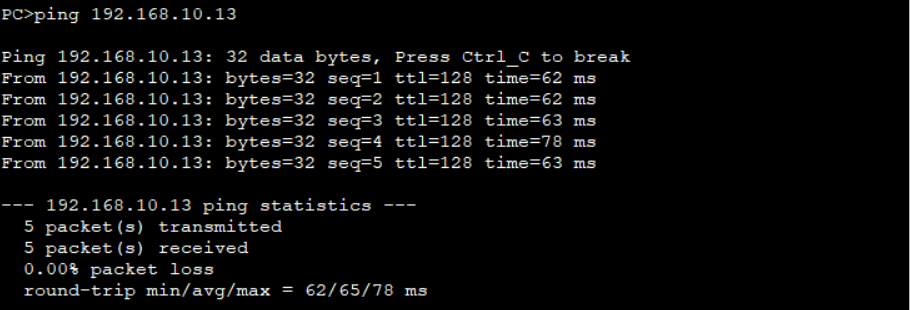 PC>ping 192.168.10.13
Ping 192.168.10.13: 32 data bytes, Press Ctrl_C to break
From 192.168.10.13: bytes=32 seq=1 ttl=128 time=62 ms
From 192.168.10.13: bytes=32 seq=2 ttl=128 time=62 ms
From 192.168.10.13: bytes=32 seq=3 ttl=128 time=63 ms
From 192.168.10.13: bytes=32 seq=4 ttl=128 time=78 ms
From 192.168.10.13: bytes=32 seq=5 ttl=128 time=63 ms
--- 192.168.10.13 ping statistics ---
5 packet(s) transmitted
5 packet(s) received
0.00% packet loss
round-trip min/avg/max = 62/65/78 ms